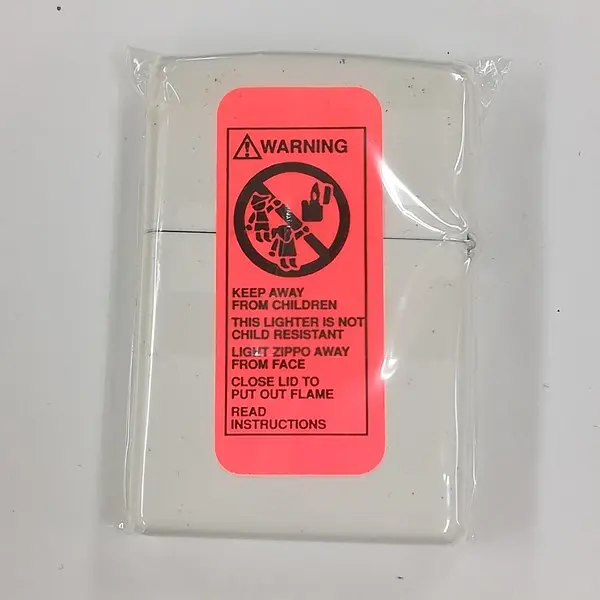 WARNING
KEEP AWAY
FROM CHILDREN
THIS LIGHTER IS NOT
CHILD RESISTANT
LIGHT ZIPPO AWAY
FROM FACE
CLOSE LID TO
PUT OUT FLAME
READ
INSTRUCTIONS